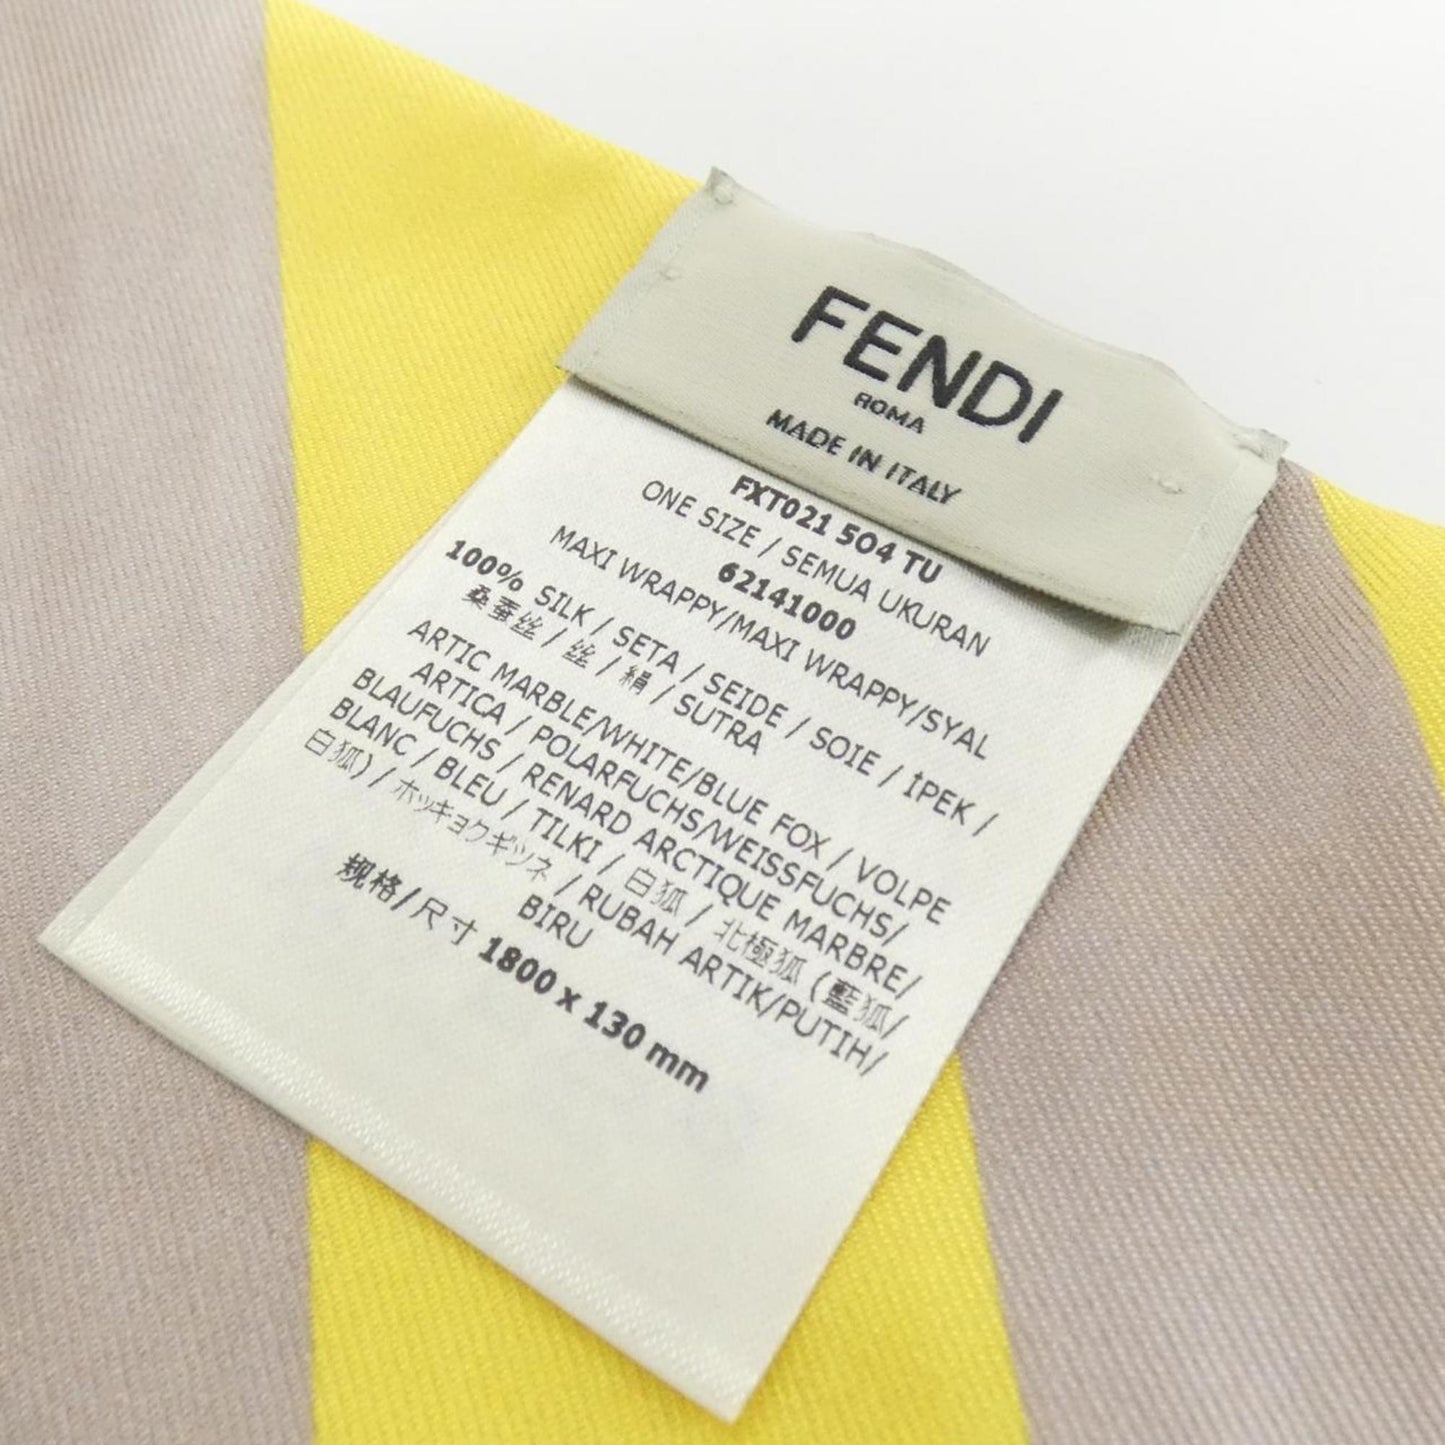 FENDI
ROMA
MADE IN ITALY
FXT021 5O4 TU
ONE SIZE / SEMUA UKURAN
62141000
MAXI WRAPPY/MAXI WRAPPY/SYAL
100% SILK / SETA / SEIDE / SOIE / İPEK /
桑蚕丝 / 丝 / 絹 / SUTRA
ARTIC MARBLE/WHITE/BLUE FOX / VOLPE
ARTICA / POLARFUCHS/WEISSFUCHS/
BLAUFUCHS / RENARD ARCTIQUE MARBRE/
BLANC / BLEU / TILKI / 白狐 / 北極狐 (藍狐/
白狐) / ホッキョクギツネ / RUBAH ARTIK/PUTIH/
BIRU
规格/尺寸 1800 x 130 mm